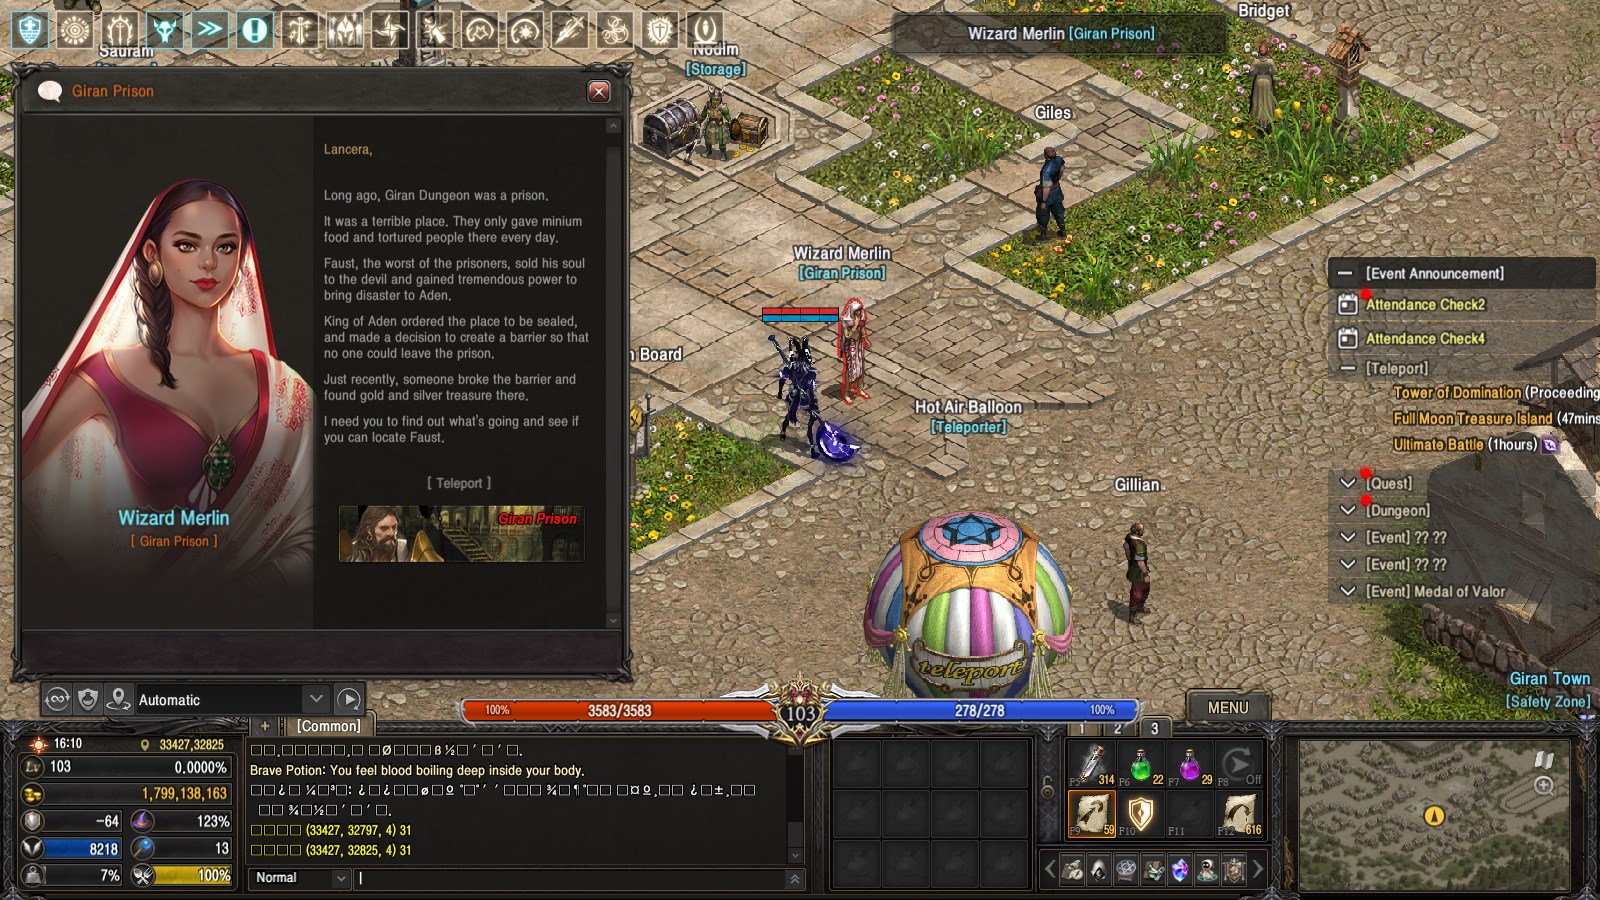 Sauram
Nodim
[Storage]
Wizard Merlin [Giran Prison]
Bridget
Giran Prison
Giles
Lancera,
Long ago, Giran Dungeon was a prison.
It was a terrible place. They only gave minium
food and tortured people there every day.
Faust, the worst of the prisoners, sold his soul
to the devil and gained tremendous power to
bring disaster to Aden.
King of Aden ordered the place to be sealed,
and made a decision to create a barrier so that
no one could leave the prison.
Just recently, someone broke the barrier and
found gold and silver treasure there.
I need you to find out what's going and see if
you can locate Faust.
[ Teleport ]
Giran Prison
Wizard Merlin
[ Giran Prison ]
Wizard Merlin
[Giran Prison]
n Board
Hot Air Balloon
[Teleporter]
Gillian
teleport
[Event Announcement]
Attendance Check2
Attendance Check4
[Teleport]
Tower of Domination (Proceeding
Full Moon Treasure Island (47mins
Ultimate Battle (1hours)
[Quest]
[Dungeon]
[Event] ?? ??
[Event] ?? ??
[Event] Medal of Valor
Giran Town
[Safety Zone]
Automatic
100% 3583/3583
103
278/278 100%
MENU
+ [Common]
1 2 3
16:10 33427,32825
Lv 103 0.0000%
1,799,138,163
-64 123%
8218 13
7% 100%
Brave Potion: You feel blood boiling deep inside your body.
(33427, 32797, 4) 31
(33427, 32825, 4) 31
Normal
F5 314 F6 22 F7 29 F8 Off
F9 59 F10 F11 F12 616